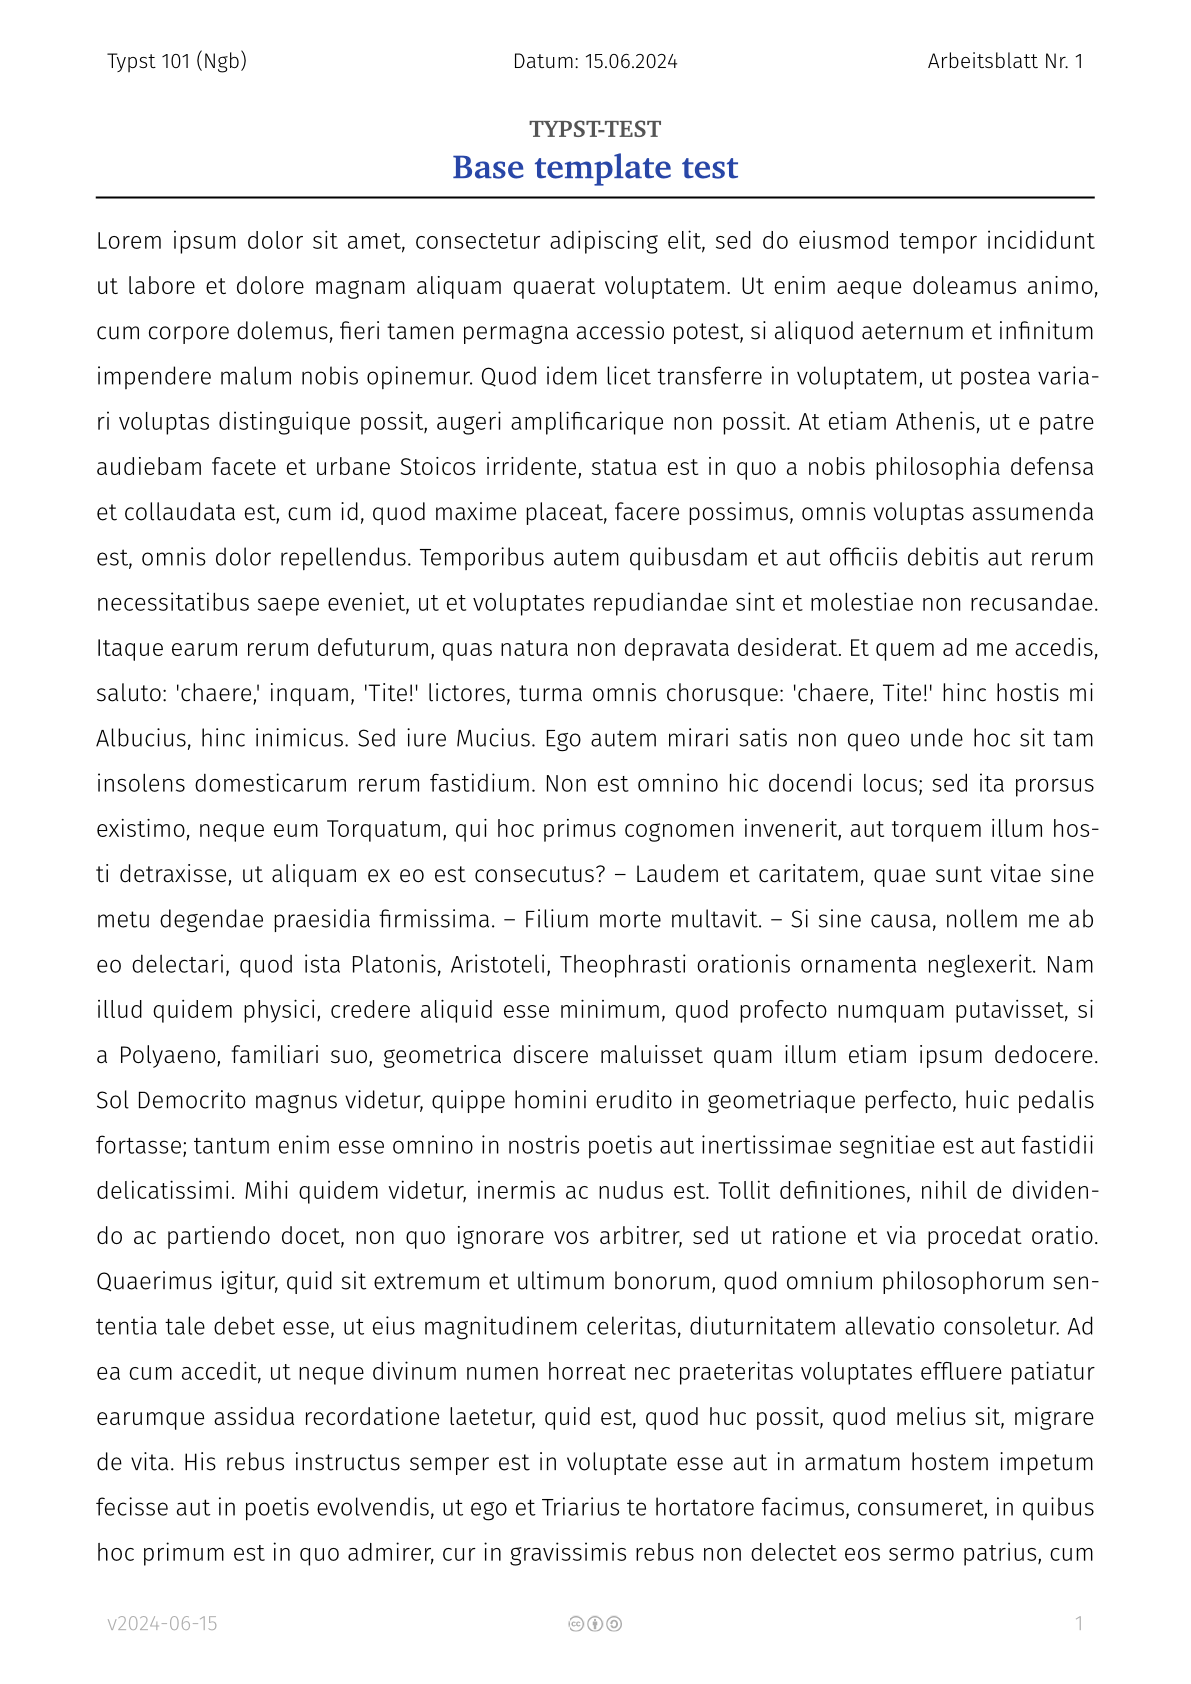 Typst 101 (Ngb) Datum: 15.06.2024 Arbeitsblatt Nr. 1
TYPST-TEST
Base template test
Lorem ipsum dolor sit amet, consectetur adipiscing elit, sed do eiusmod tempor incididunt
ut labore et dolore magnam aliquam quaerat voluptatem. Ut enim aeque doleamus animo,
cum corpore dolemus, fieri tamen permagna accessio potest, si aliquod aeternum et infinitum
impendere malum nobis opinemur. Quod idem licet transferre in voluptatem, ut postea varia-
ri voluptas distinguique possit, augeri amplificarique non possit. At etiam Athenis, ut e patre
audiebam facete et urbane Stoicos irridente, statua est in quo a nobis philosophia defensa
et collaudata est, cum id, quod maxime placeat, facere possimus, omnis voluptas assumenda
est, omnis dolor repellendus. Temporibus autem quibusdam et aut officiis debitis aut rerum
necessitatibus saepe eveniet, ut et voluptates repudiandae sint et molestiae non recusandae.
Itaque earum rerum defuturum, quas natura non depravata desiderat. Et quem ad me accedis,
saluto: 'chaere,' inquam, 'Tite!' lictores, turma omnis chorusque: 'chaere, Tite!' hinc hostis mi
Albucius, hinc inimicus. Sed iure Mucius. Ego autem mirari satis non queo unde hoc sit tam
insolens domesticarum rerum fastidium. Non est omnino hic docendi locus; sed ita prorsus
existimo, neque eum Torquatum, qui hoc primus cognomen invenerit, aut torquem illum hos-
ti detraxisse, ut aliquam ex eo est consecutus? – Laudem et caritatem, quae sunt vitae sine
metu degendae praesidia firmissima. – Filium morte multavit. – Si sine causa, nollem me ab
eo delectari, quod ista Platonis, Aristoteli, Theophrasti orationis ornamenta neglexerit. Nam
illud quidem physici, credere aliquid esse minimum, quod profecto numquam putavisset, si
a Polyaeno, familiari suo, geometrica discere maluisset quam illum etiam ipsum dedocere.
Sol Democrito magnus videtur, quippe homini erudito in geometriaque perfecto, huic pedalis
fortasse; tantum enim esse omnino in nostris poetis aut inertissimae segnitiae est aut fastidii
delicatissimi. Mihi quidem videtur, inermis ac nudus est. Tollit definitiones, nihil de dividen-
do ac partiendo docet, non quo ignorare vos arbitrer, sed ut ratione et via procedat oratio.
Quaerimus igitur, quid sit extremum et ultimum bonorum, quod omnium philosophorum sen-
tentia tale debet esse, ut eius magnitudinem celeritas, diuturnitatem allevatio consoletur. Ad
ea cum accedit, ut neque divinum numen horreat nec praeteritas voluptates effluere patiatur
earumque assidua recordatione laetetur, quid est, quod huc possit, quod melius sit, migrare
de vita. His rebus instructus semper est in voluptate esse aut in armatum hostem impetum
fecisse aut in poetis evolvendis, ut ego et Triarius te hortatore facimus, consumeret, in quibus
hoc primum est in quo admirer, cur in gravissimis rebus non delectet eos sermo patrius, cum
v2024-06-15 1